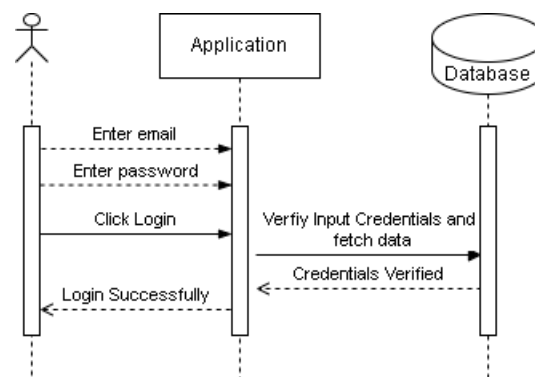 Application
Database
Enter email
Enter password
Click Login
Verfiy Input Credentials and
fetch data
Credentials Verified
Login Successfully